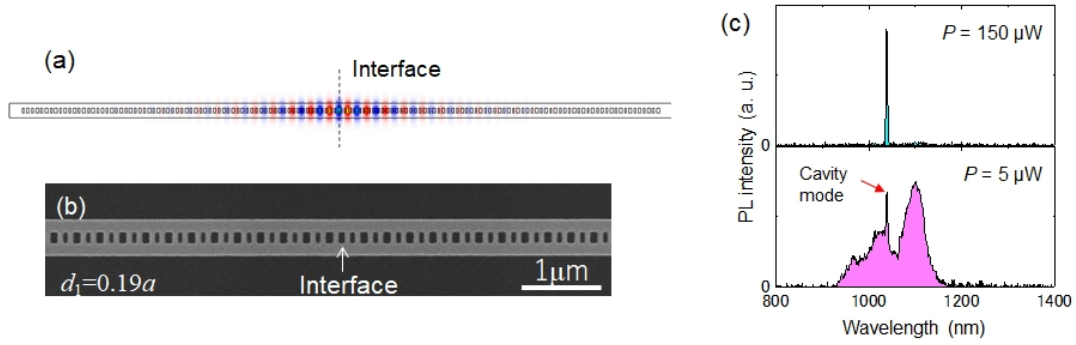 (a)
Interface
(b)
d₁=0.19a
Interface
1μm
(c)
P = 150 μW
0
Cavity
mode
P = 5 μW
0
PL intensity (a. u.)
800 1000 1200 1400
Wavelength (nm)